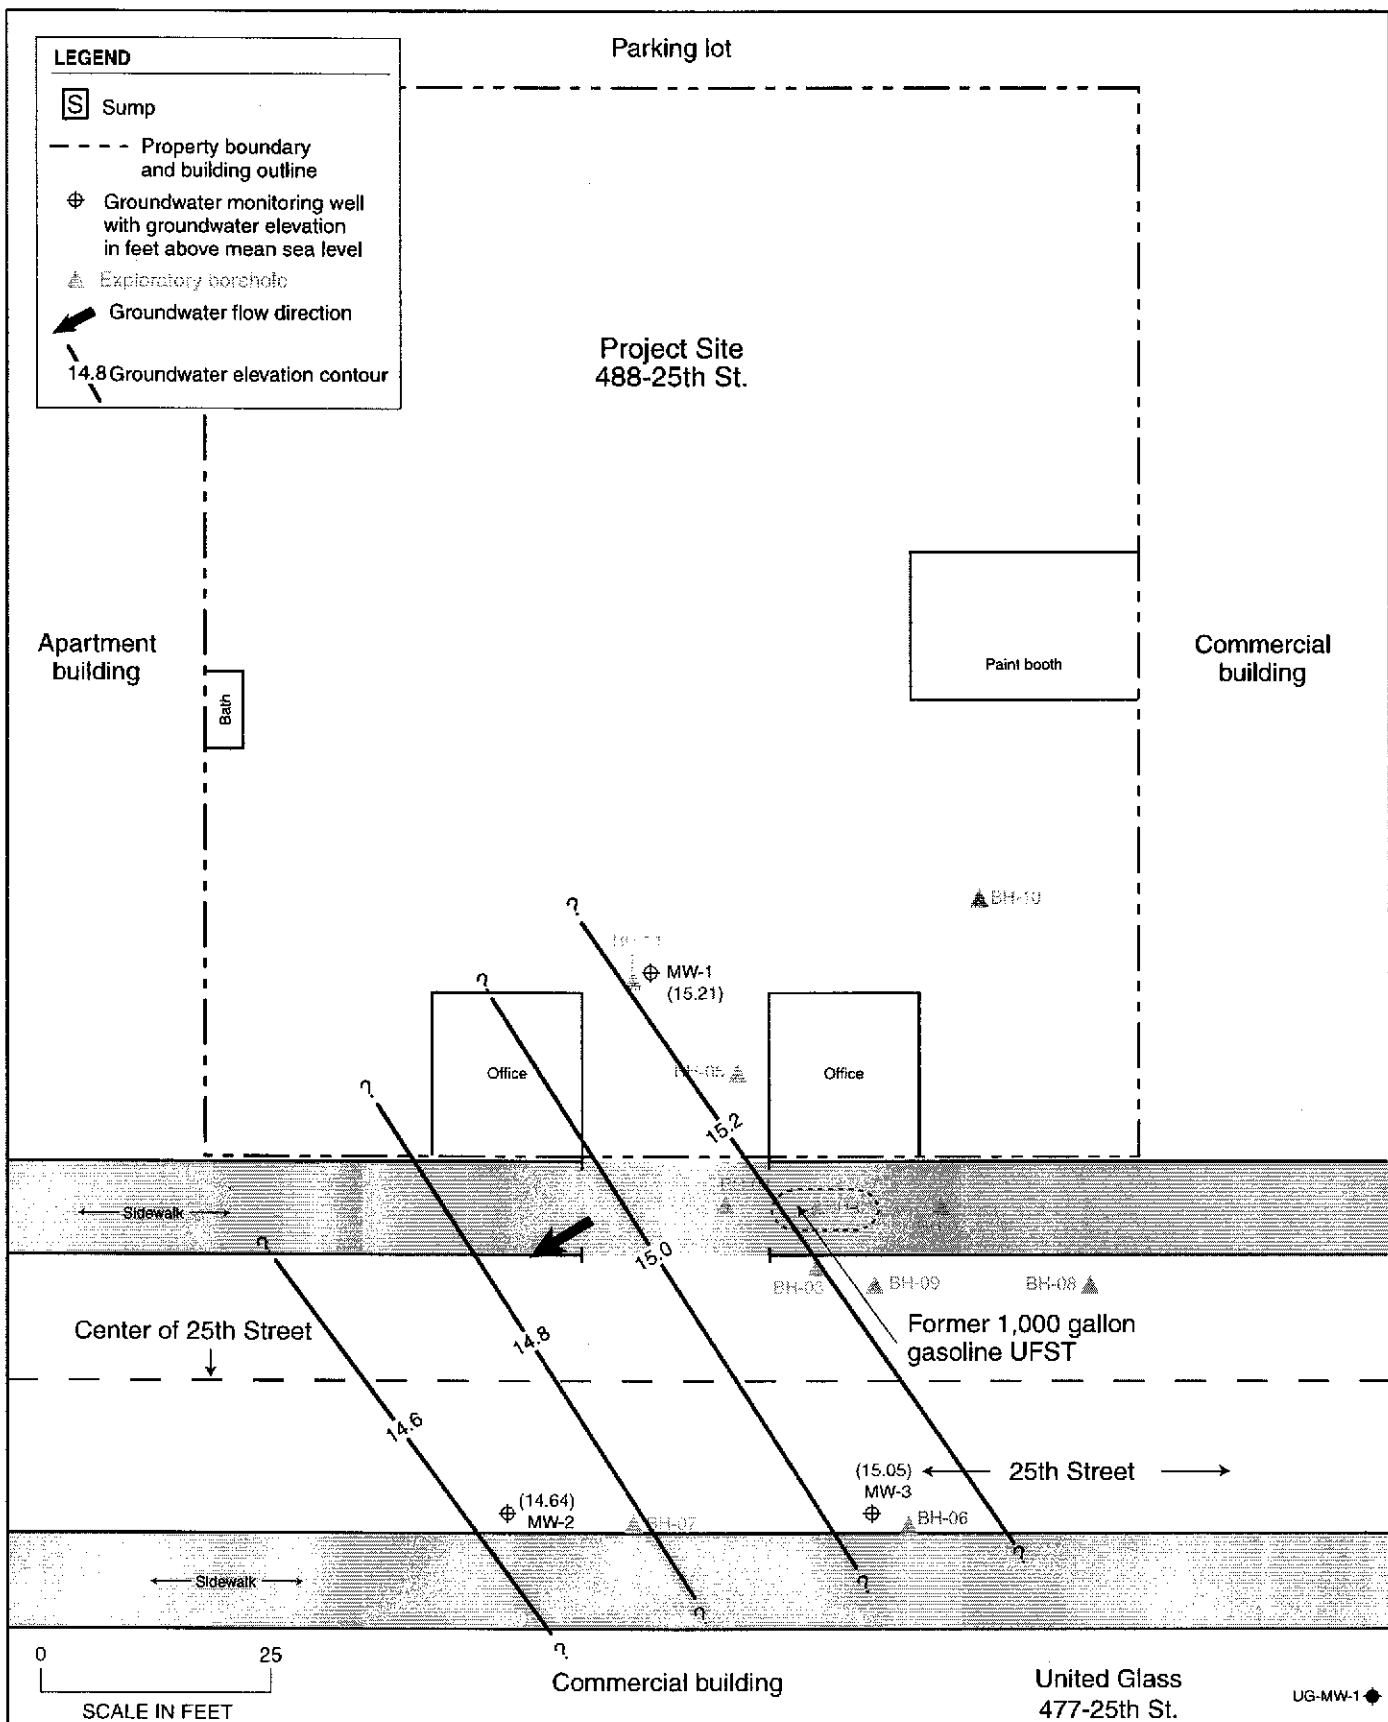 Parking lot
LEGEND
S Sump
Property boundary
and building outline
Groundwater monitoring well
with groundwater elevation
in feet above mean sea level
Exploratory borehole
Groundwater flow direction
14.8 Groundwater elevation contour
Project Site
488-25th St.
Apartment
building
Bath
Paint booth
Commercial
building
?
BH-10
MW-1
(15.21)
?
Office
BH-05
Office
?
15.2
Sidewalk
?
15.0
BH-03
BH-09
BH-08
Former 1,000 gallon
gasoline UFST
Center of 25th Street
14.8
14.6
(15.05)
MW-3
25th Street
(14.64)
MW-2
BH-07
BH-06
?
Sidewalk
?
?
?
0 25
SCALE IN FEET
Commercial building
United Glass
477-25th St.
UG-MW-1